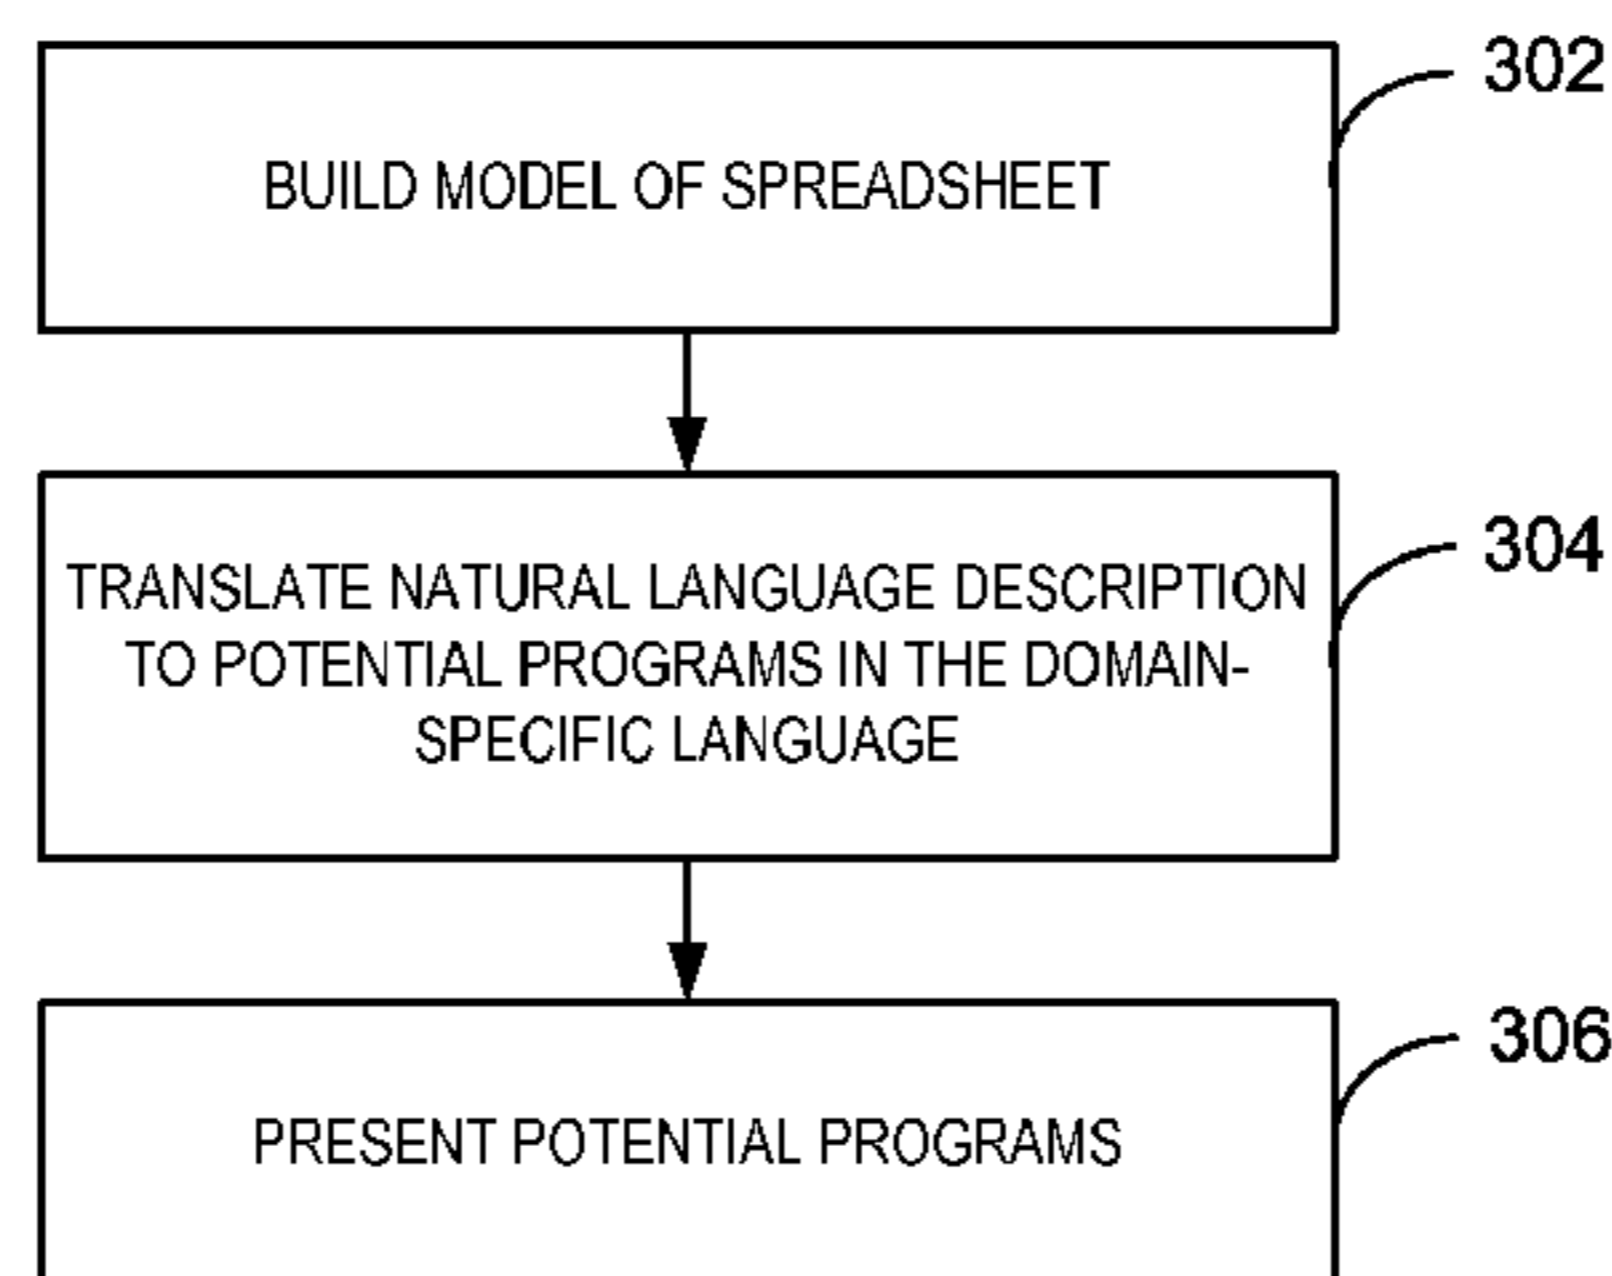 302
BUILD MODEL OF SPREADSHEET
304
TRANSLATE NATURAL LANGUAGE DESCRIPTION
TO POTENTIAL PROGRAMS IN THE DOMAIN-
SPECIFIC LANGUAGE
306
PRESENT POTENTIAL PROGRAMS